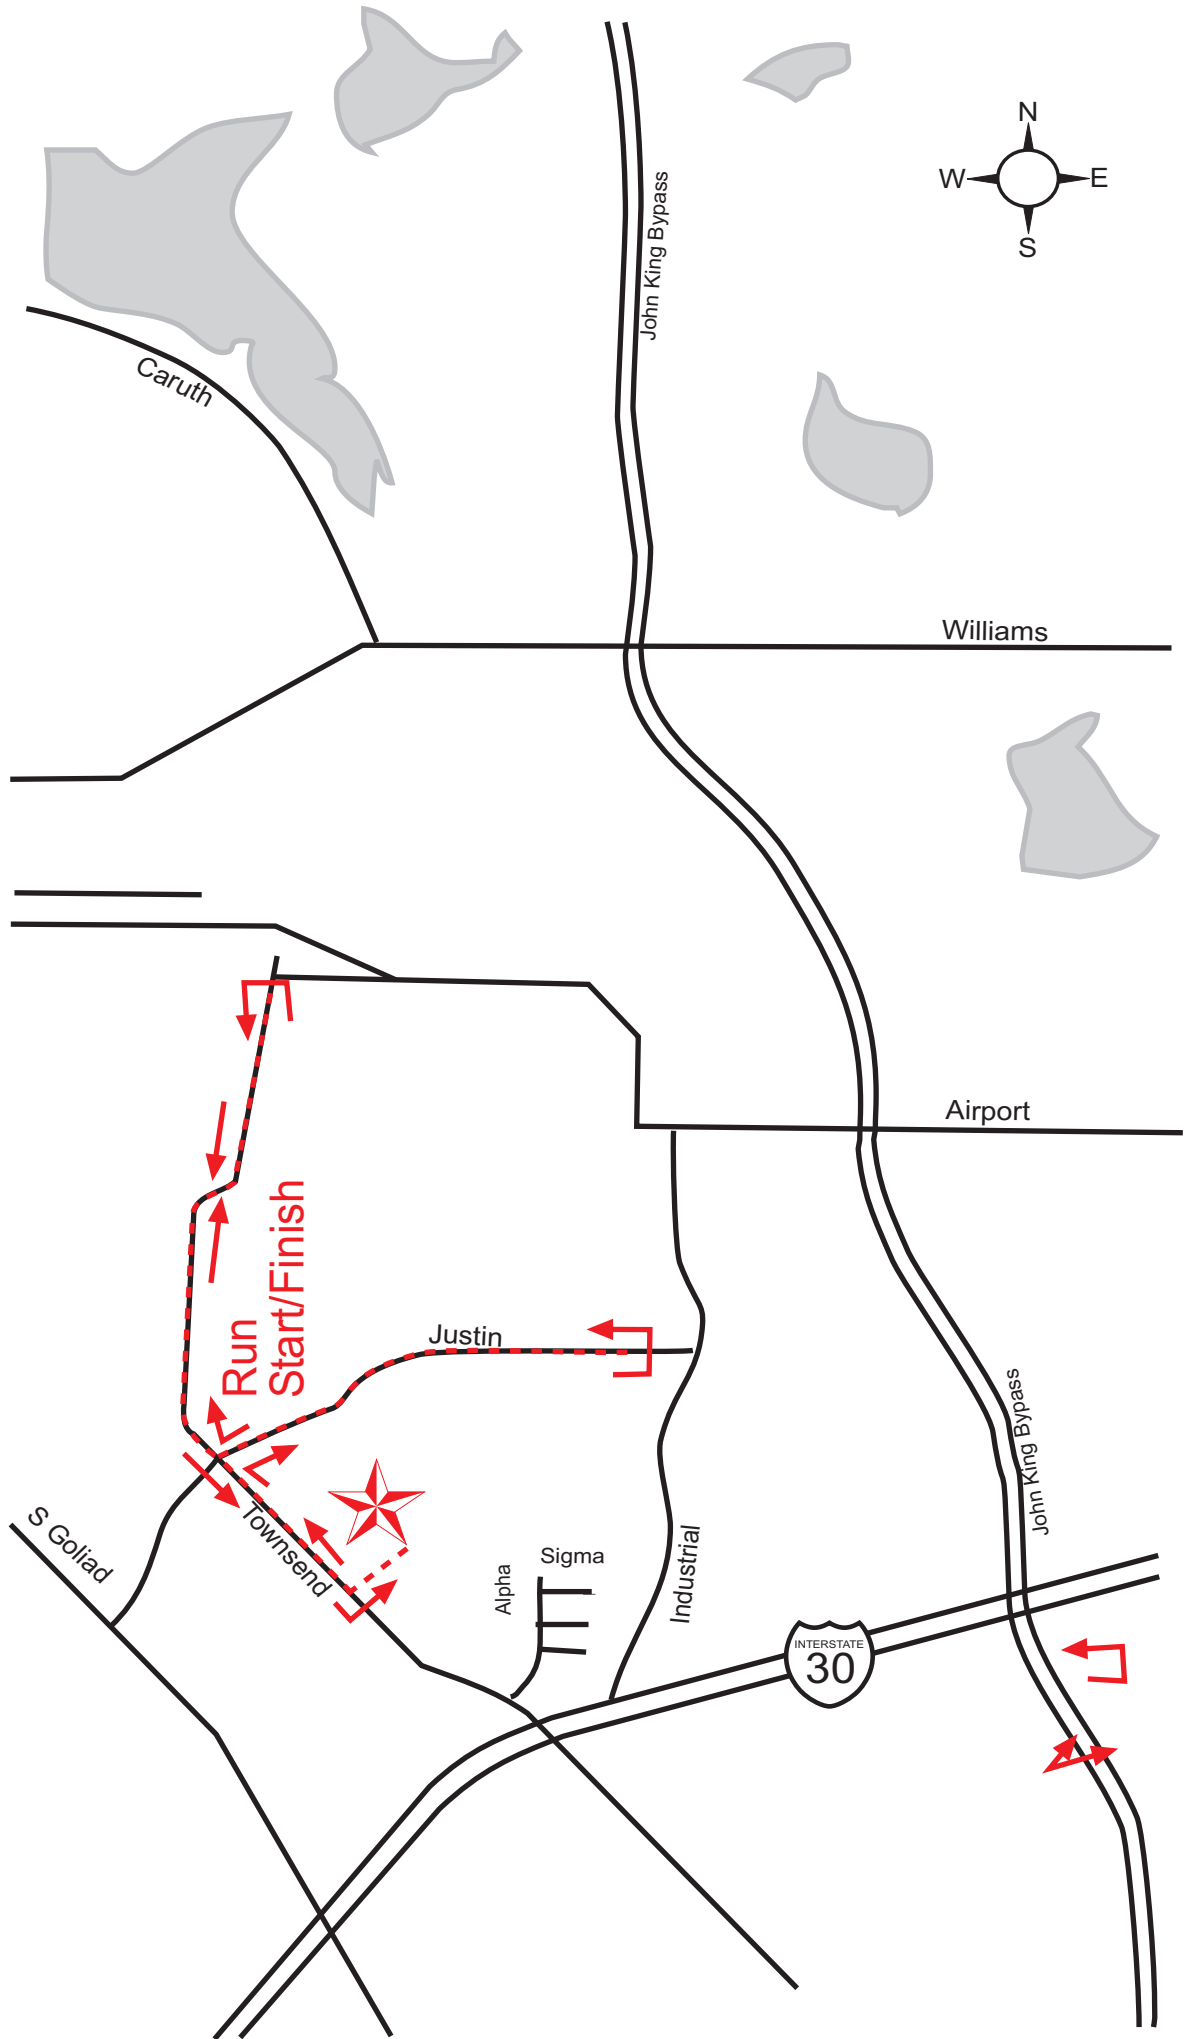 N
W
E
S
John King Bypass
Caruth
Williams
Airport
Run
Start/Finish
Justin
John King Bypass
S Goliad
Townsend
Sigma
Alpha
Industrial
INTERSTATE
30